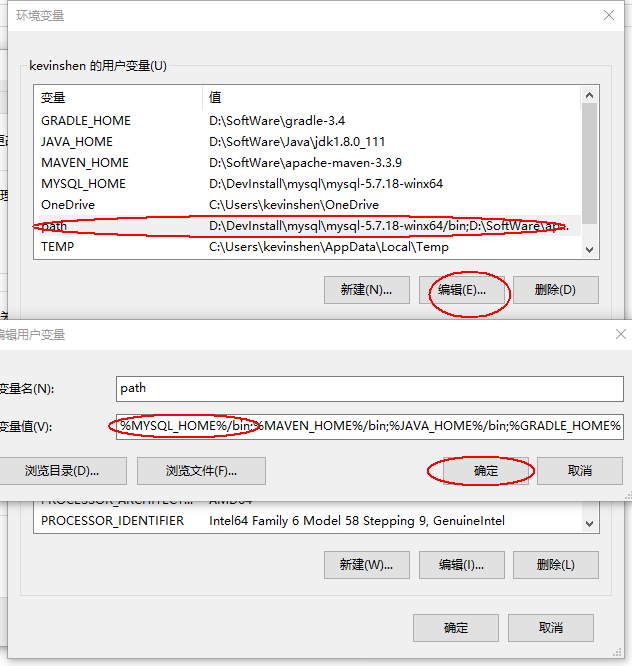 环境变量
kevinshen 的用户变量(U)
变量 值
GRADLE_HOME D:\SoftWare\gradle-3.4
JAVA_HOME D:\SoftWare\Java\jdk1.8.0_111
MAVEN_HOME D:\SoftWare\apache-maven-3.3.9
MYSQL_HOME D:\DevInstall\mysql\mysql-5.7.18-winx64
OneDrive C:\Users\kevinshen\OneDrive
path D:\DevInstall\mysql\mysql-5.7.18-winx64/bin;D:\SoftWare\ap...
TEMP C:\Users\kevinshen\AppData\Local\Temp
新建(N)... 编辑(E)... 删除(D)
编辑用户变量
变量名(N): path
变量值(V): %MYSQL_HOME%/bin;%MAVEN_HOME%/bin;%JAVA_HOME%/bin;%GRADLE_HOME%
浏览目录(D)... 浏览文件(F)... 确定 取消
PROCESSOR_ARCHITECT... AMD64
PROCESSOR_IDENTIFIER Intel64 Family 6 Model 58 Stepping 9, GenuineIntel
新建(W)... 编辑(I)... 删除(L)
确定 取消